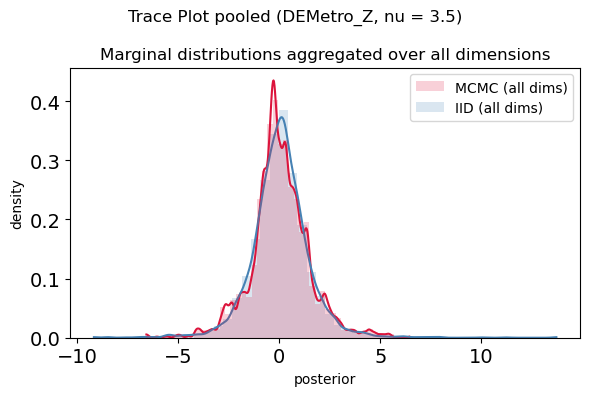 Trace Plot pooled (DEMetro_Z, nu = 3.5)
Marginal distributions aggregated over all dimensions
MCMC (all dims)
IID (all dims)
density
0.4
0.3
0.2
0.1
0.0
−10
−5
0
5
10
posterior